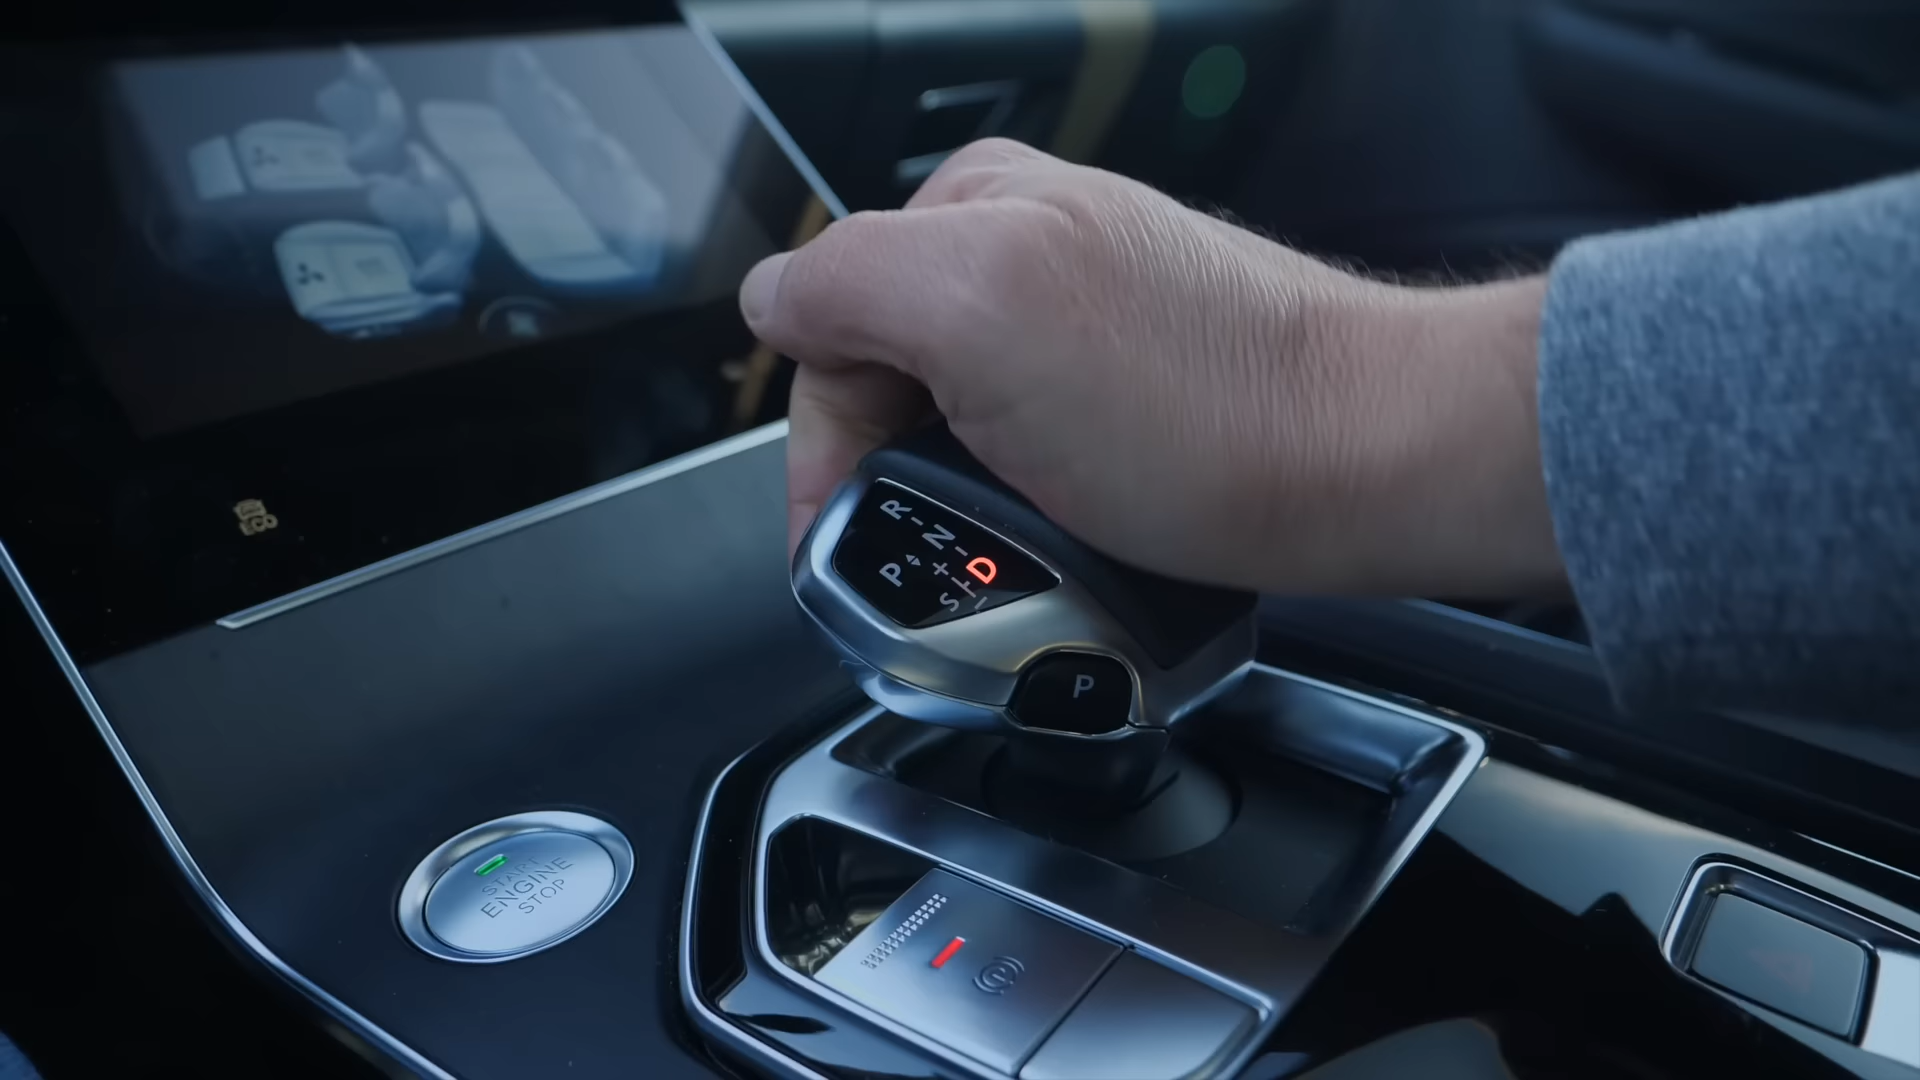 R-N-D
P
S+
P
START
ENGINE
STOP